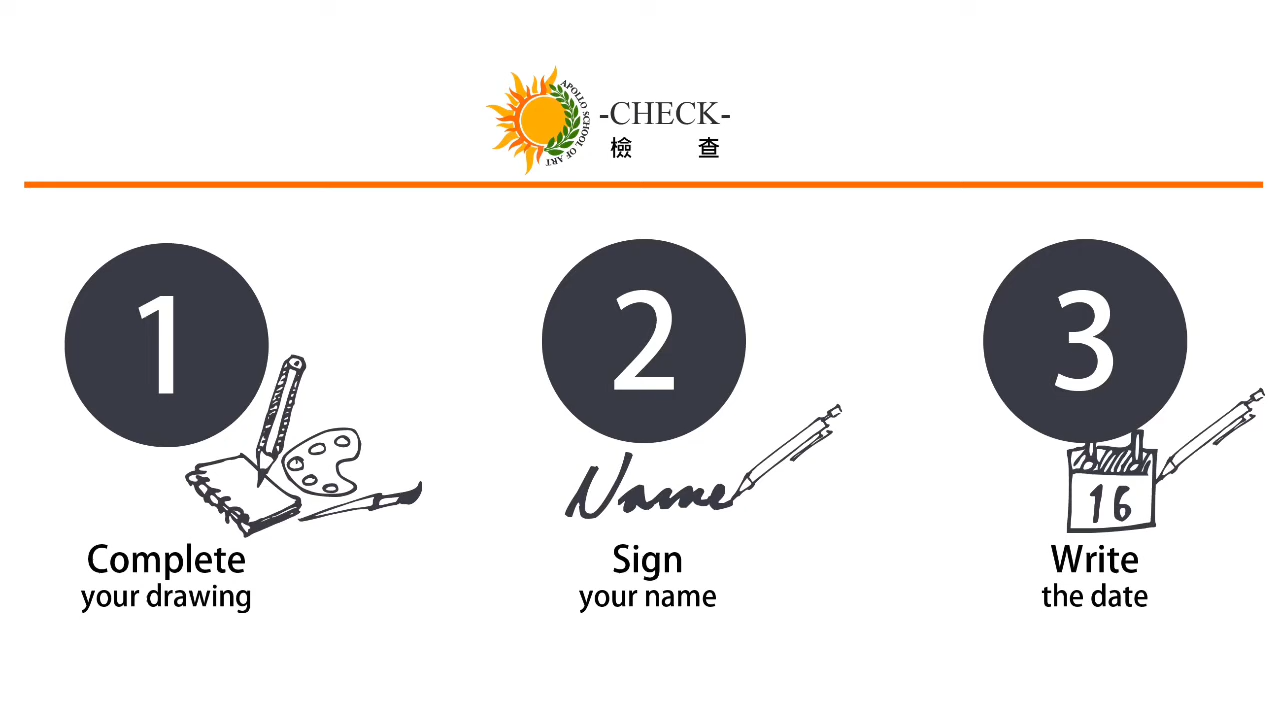 APOLLO SCHOOL OF ART
-CHECK-
檢 查
1
2
3
Name
16
Complete
your drawing
Sign
your name
Write
the date